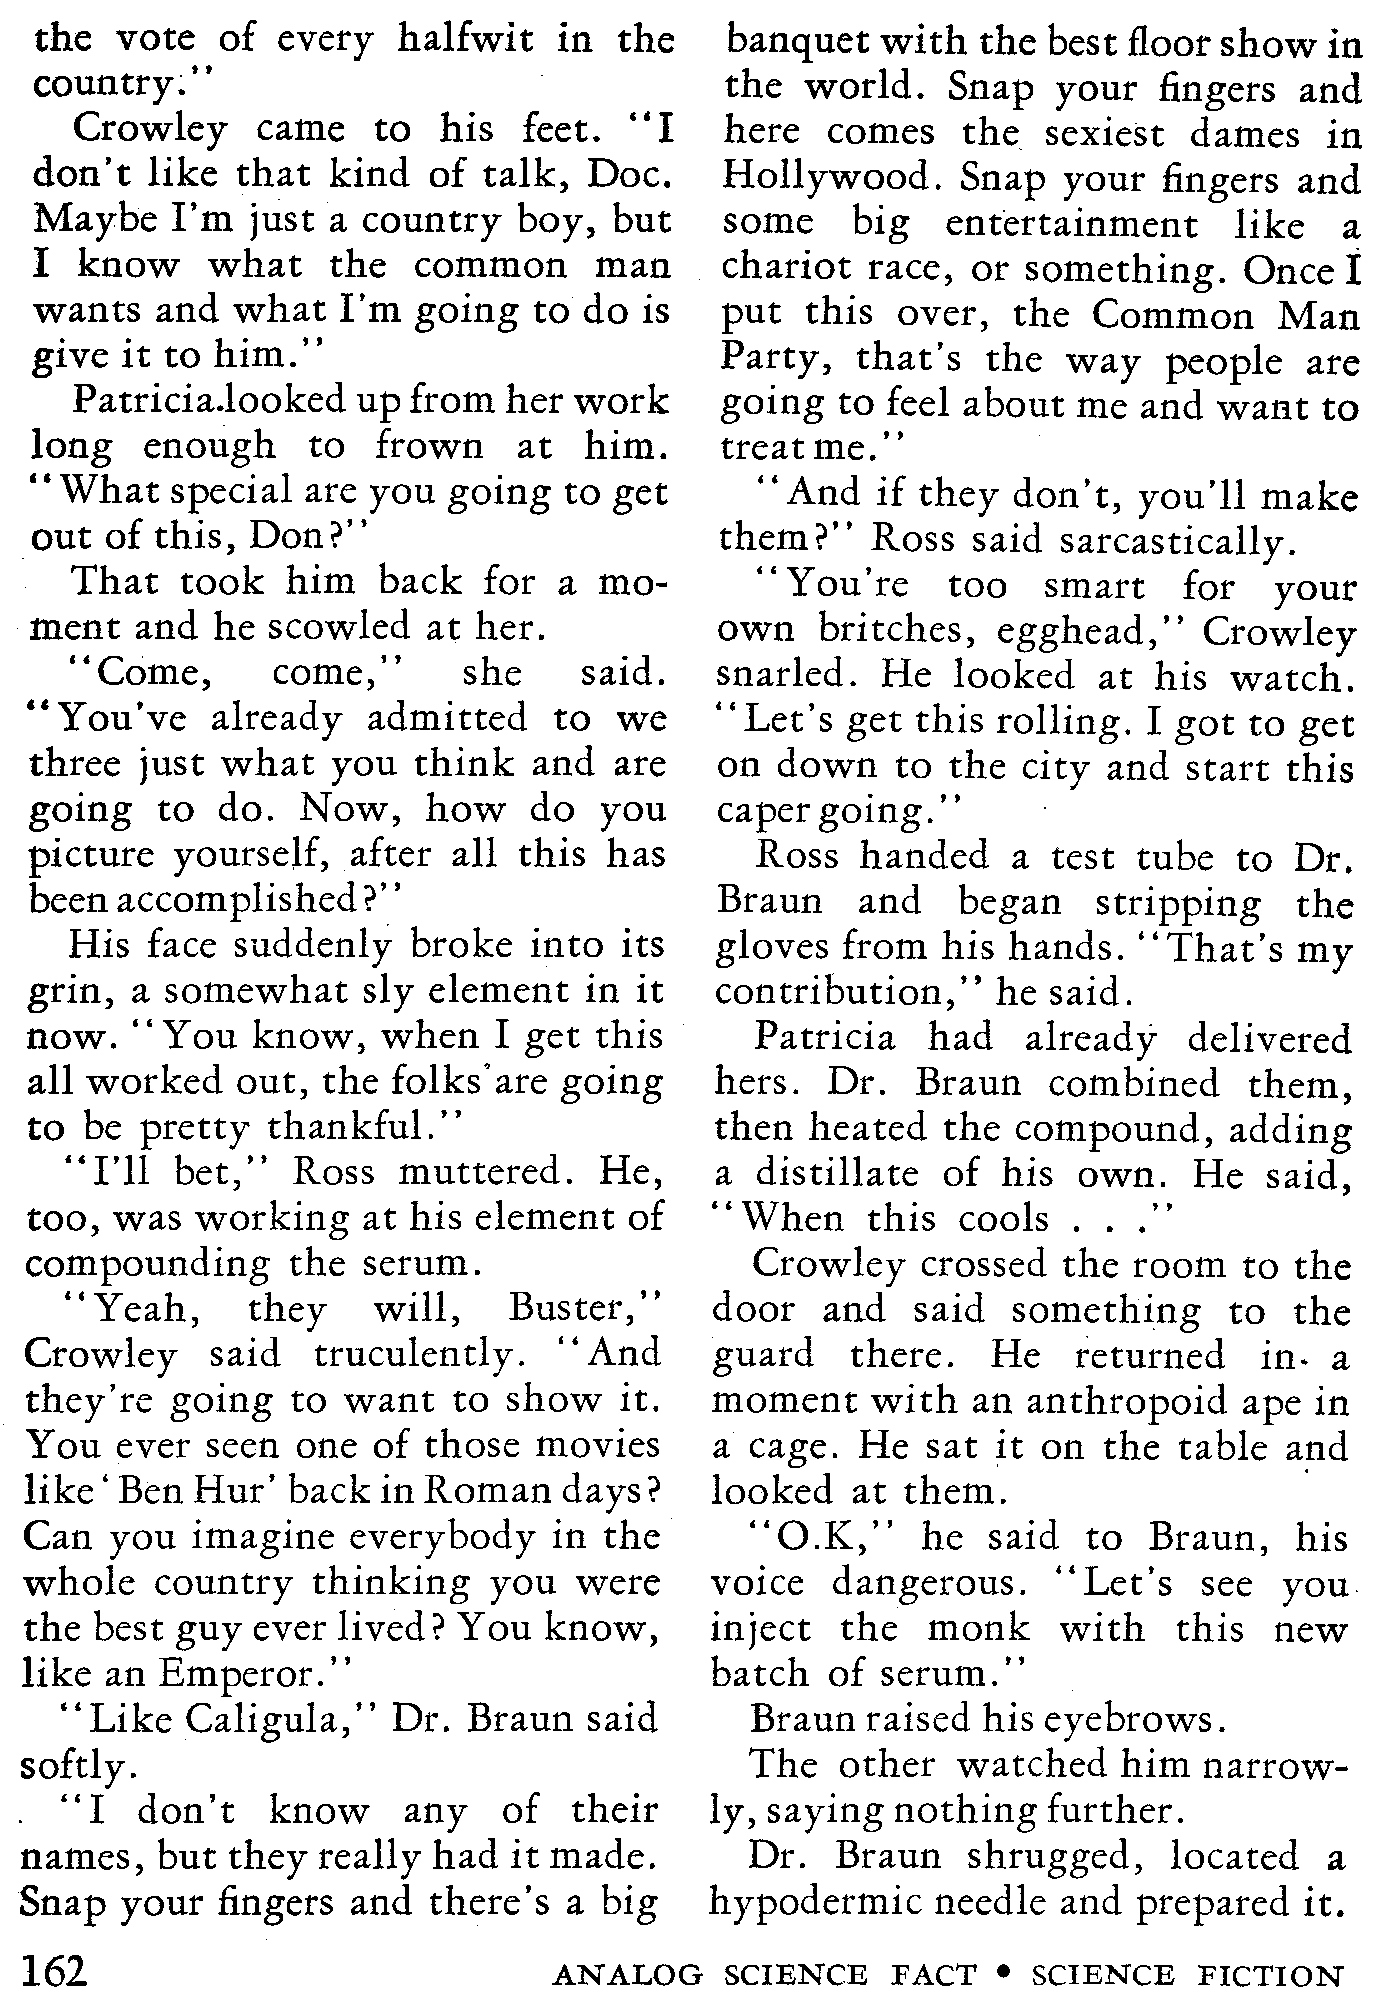 the vote of every halfwit in the
country."
Crowley came to his feet. "I
don't like that kind of talk, Doc.
Maybe I'm just a country boy, but
I know what the common man
wants and what I'm going to do is
give it to him."
Patricia.looked up from her work
long enough to frown at him.
"What special are you going to get
out of this, Don?"
That took him back for a mo-
ment and he scowled at her.
"Come, come," she said.
"You've already admitted to we
three just what you think and are
going to do. Now, how do you
picture yourself, after all this has
been accomplished?"
His face suddenly broke into its
grin, a somewhat sly element in it
now. "You know, when I get this
all worked out, the folks are going
to be pretty thankful."
"I'll bet," Ross muttered. He,
too, was working at his element of
compounding the serum.
"Yeah, they will, Buster,"
Crowley said truculently. "And
they're going to want to show it.
You ever seen one of those movies
like 'Ben Hur' back in Roman days?
Can you imagine everybody in the
whole country thinking you were
the best guy ever lived? You know,
like an Emperor."
"Like Caligula," Dr. Braun said
softly.
"I don't know any of their
names, but they really had it made.
Snap your fingers and there's a big
banquet with the best floor show in
the world. Snap your fingers and
here comes the sexiest dames in
Hollywood. Snap your fingers and
some big entertainment like a
chariot race, or something. Once I
put this over, the Common Man
Party, that's the way people are
going to feel about me and want to
treat me."
"And if they don't, you'll make
them?" Ross said sarcastically.
"You're too smart for your
own britches, egghead," Crowley
snarled. He looked at his watch.
"Let's get this rolling. I got to get
on down to the city and start this
caper going."
Ross handed a test tube to Dr.
Braun and began stripping the
gloves from his hands. "That's my
contribution," he said.
Patricia had already delivered
hers. Dr. Braun combined them,
then heated the compound, adding
a distillate of his own. He said,
"When this cools . . ."
Crowley crossed the room to the
door and said something to the
guard there. He returned in a
moment with an anthropoid ape in
a cage. He sat it on the table and
looked at them.
"O.K," he said to Braun, his
voice dangerous. "Let's see you
inject the monk with this new
batch of serum."
Braun raised his eyebrows.
The other watched him narrow-
ly, saying nothing further.
Dr. Braun shrugged, located a
hypodermic needle and prepared it.
162
ANALOG SCIENCE FACT • SCIENCE FICTION